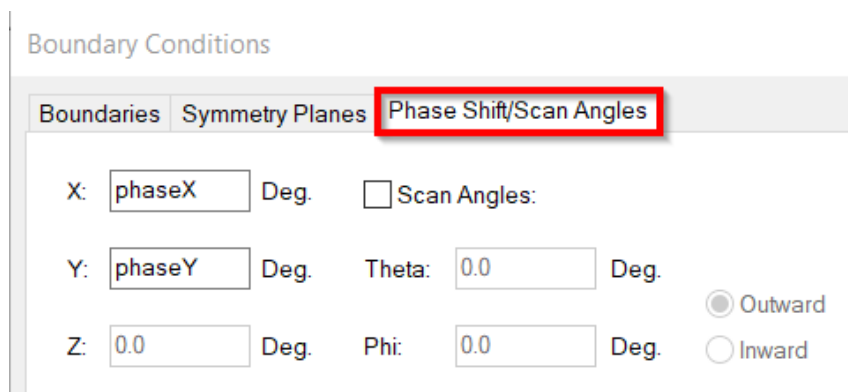 Boundary Conditions
Boundaries Symmetry Planes Phase Shift/Scan Angles
X: phaseX Deg. Scan Angles:
Y: phaseY Deg. Theta: 0.0 Deg.
Outward
Z: 0.0 Deg. Phi: 0.0 Deg. Inward